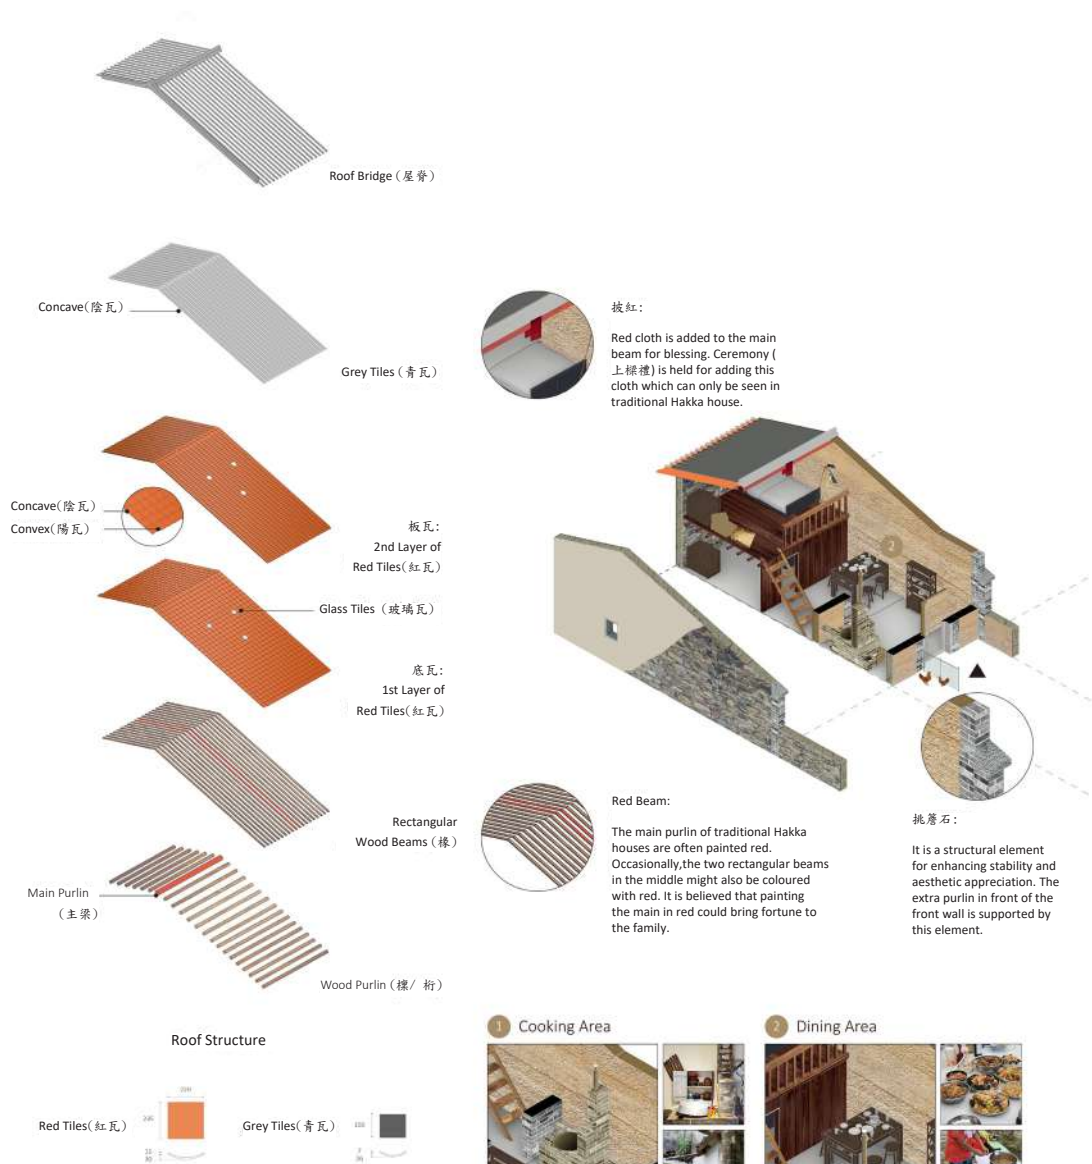 Roof Bridge (屋脊)
Concave(陰瓦)
Grey Tiles (青瓦)
披紅:
Red cloth is added to the main
beam for blessing. Ceremony (
上樑禮) is held for adding this
cloth which can only be seen in
traditional Hakka house.
Concave(陰瓦)
Convex(陽瓦)
板瓦:
2nd Layer of
Red Tiles(紅瓦)
Glass Tiles (玻璃瓦)
底瓦:
1st Layer of
Red Tiles(紅瓦)
2
Rectangular
Wood Beams (椽)
Red Beam:
The main purlin of traditional Hakka
houses are often painted red.
Occasionally,the two rectangular beams
in the middle might also be coloured
with red. It is believed that painting
the main in red could bring fortune to
the family.
挑簷石:
It is a structural element
for enhancing stability and
aesthetic appreciation. The
extra purlin in front of the
front wall is supported by
this element.
Main Purlin
(主梁)
Wood Purlin (檁/ 桁)
Roof Structure
Red Tiles(紅瓦)
Grey Tiles(青瓦)
1 Cooking Area
2 Dining Area